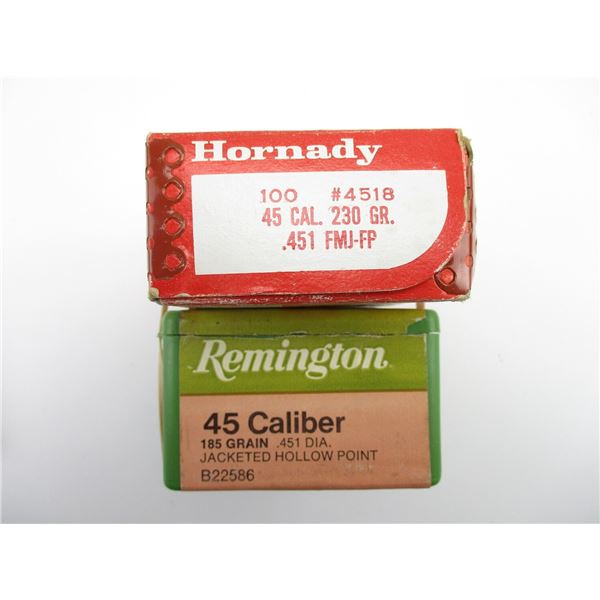 Hornady
100 #4518
45 CAL. 230 GR.
.451 FMJ-FP
Remington
45 Caliber
185 GRAIN .451 DIA.
JACKETED HOLLOW POINT
B22586